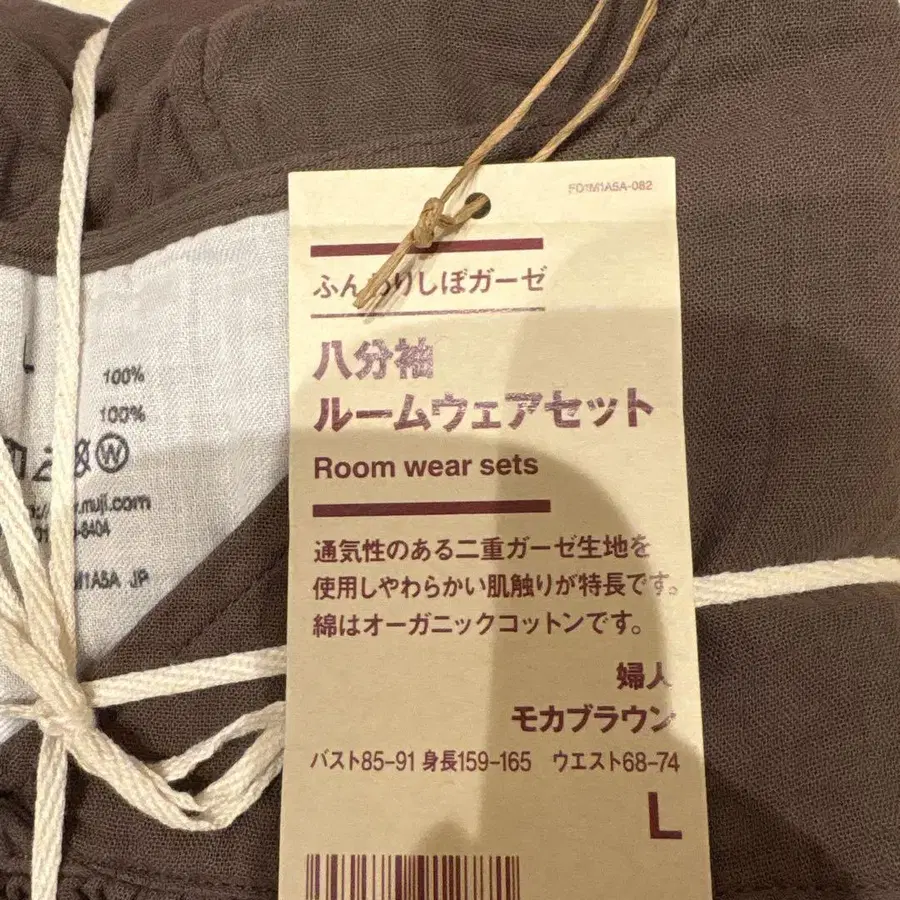 FD1M1A5A-082
ふんわりしぼガーゼ
八分袖
ルームウェアセット
Room wear sets
通気性のある二重ガーゼ生地を
使用しやわらかい肌触りが特長です。
綿はオーガニックコットンです。
婦人
モカブラウン
バスト85–91 身長159–165 ウエスト68–74
L
100%
100%
W
.muji.com
-8404
M1A5A JP